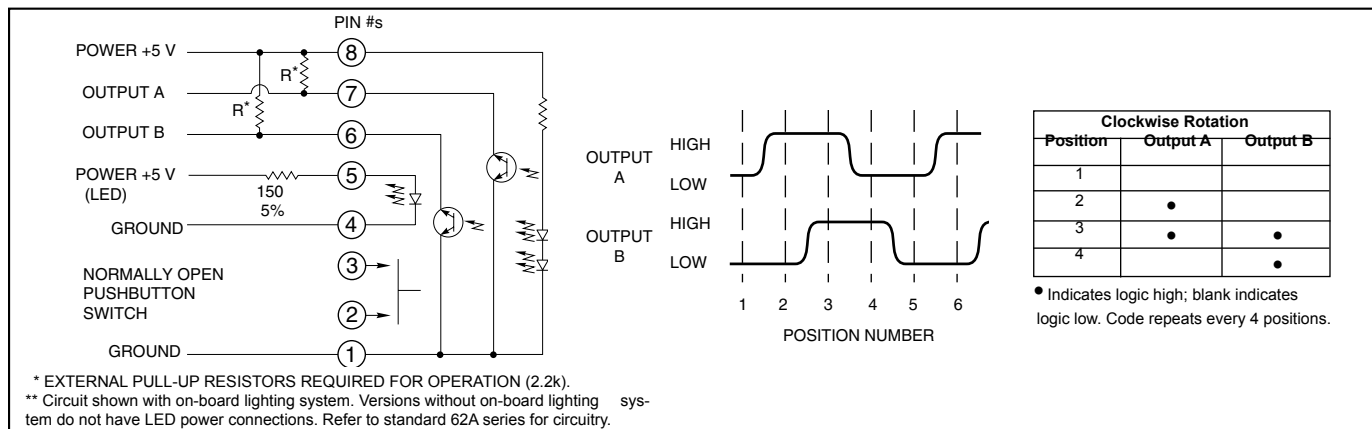 PIN #s
POWER +5 V
8
R*
OUTPUT A
7
R*
OUTPUT B
6
POWER +5 V
(LED)
5
150
5%
GROUND
4
NORMALLY OPEN
PUSHBUTTON
SWITCH
3
2
GROUND
1
* EXTERNAL PULL-UP RESISTORS REQUIRED FOR OPERATION (2.2k).
** Circuit shown with on-board lighting system. Versions without on-board lighting sys-
tem do not have LED power connections. Refer to standard 62A series for circuitry.
OUTPUT
A
HIGH
LOW
OUTPUT
B
HIGH
LOW
1 2 3 4 5 6
POSITION NUMBER
Clockwise Rotation
Position Output A Output B
1
2 •
3 • •
4 •
• Indicates logic high; blank indicates
logic low. Code repeats every 4 positions.